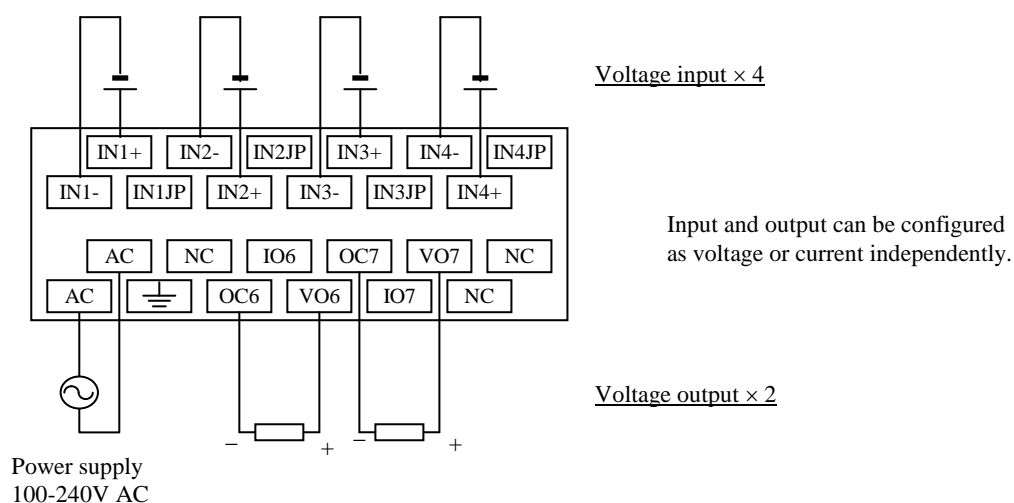 Voltage input × 4
IN1+ IN2- IN2JP IN3+ IN4- IN4JP
IN1- IN1JP IN2+ IN3- IN3JP IN4+
Input and output can be configured
as voltage or current independently.
AC NC IO6 OC7 VO7 NC
AC OC6 VO6 IO7 NC
Voltage output × 2
− + − +
Power supply
100-240V AC